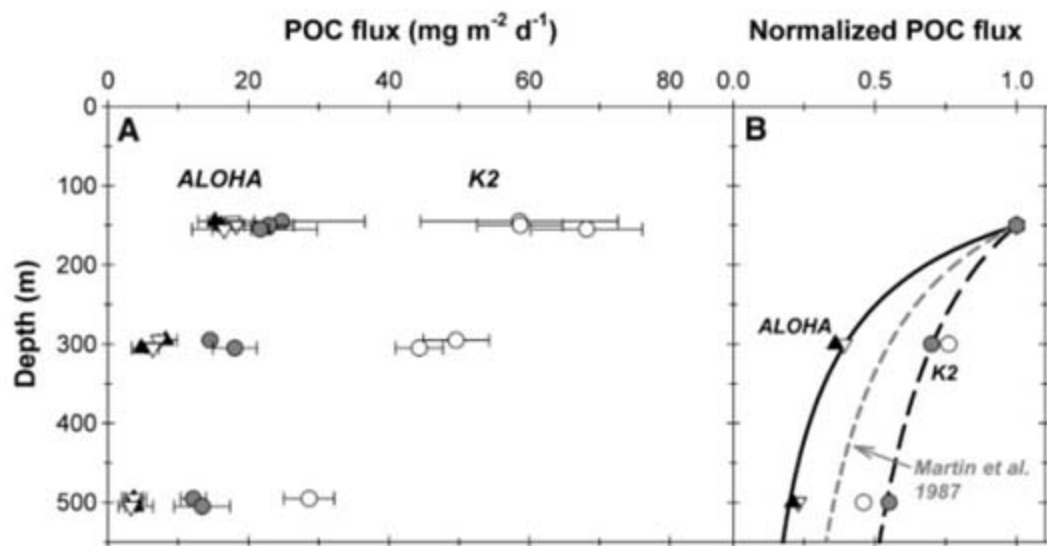 POC flux (mg m⁻² d⁻¹)
Normalized POC flux
0 20 40 60 80
0.0 0.5 1.0
0
100
200
300
400
500
Depth (m)
A
ALOHA
K2
B
ALOHA
K2
Martin et al.
1987